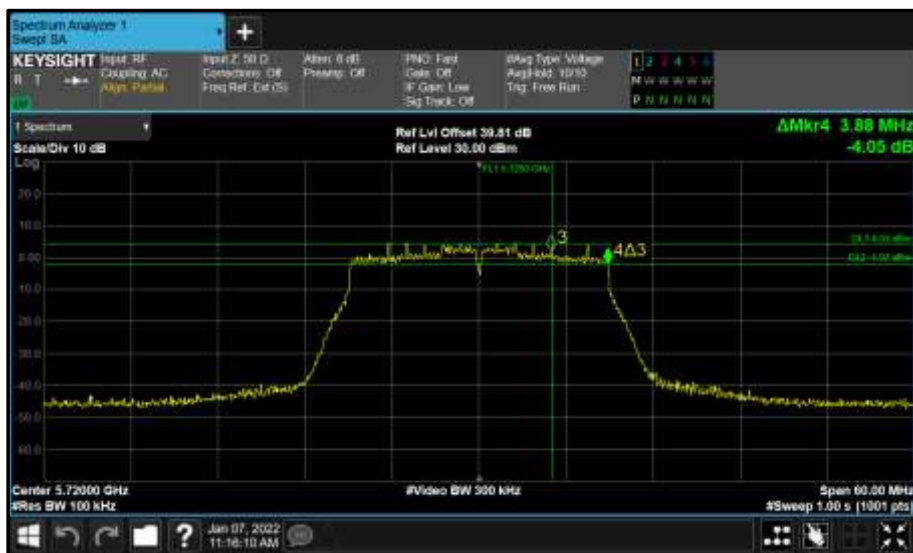 Spectrum Analyzer 1
Swept SA
+
KEYSIGHT
R T
Input: RF
Coupling: AC
Align: Partial
Input Z: 50 Ω
Corrections: Off
Freq Ref: Ext (S)
Atten: 0 dB
Preamp: Off
PNO: Fast
Gate: Off
IF Gain: Low
Sig Track: Off
#Avg Type: Voltage
Avg|Hold: 10/10
Trig: Free Run
1 2 3 4 5 6
M W W W W W
P N N N N N
1 Spectrum
Scale/Div 10 dB
Ref Lvl Offset 39.81 dB
Ref Level 30.00 dBm
ΔMkr4 3.88 MHz
-4.05 dB
Log
20.0
10.0
0.00
-10.0
-20.0
-30.0
-40.0
-50.0
-60.0
3
4Δ3
Center 5.72000 GHz
#Res BW 100 kHz
#Video BW 300 kHz
Span 60.00 MHz
#Sweep 1.00 s (1001 pts)
?
Jan 07, 2022
11:16:10 AM